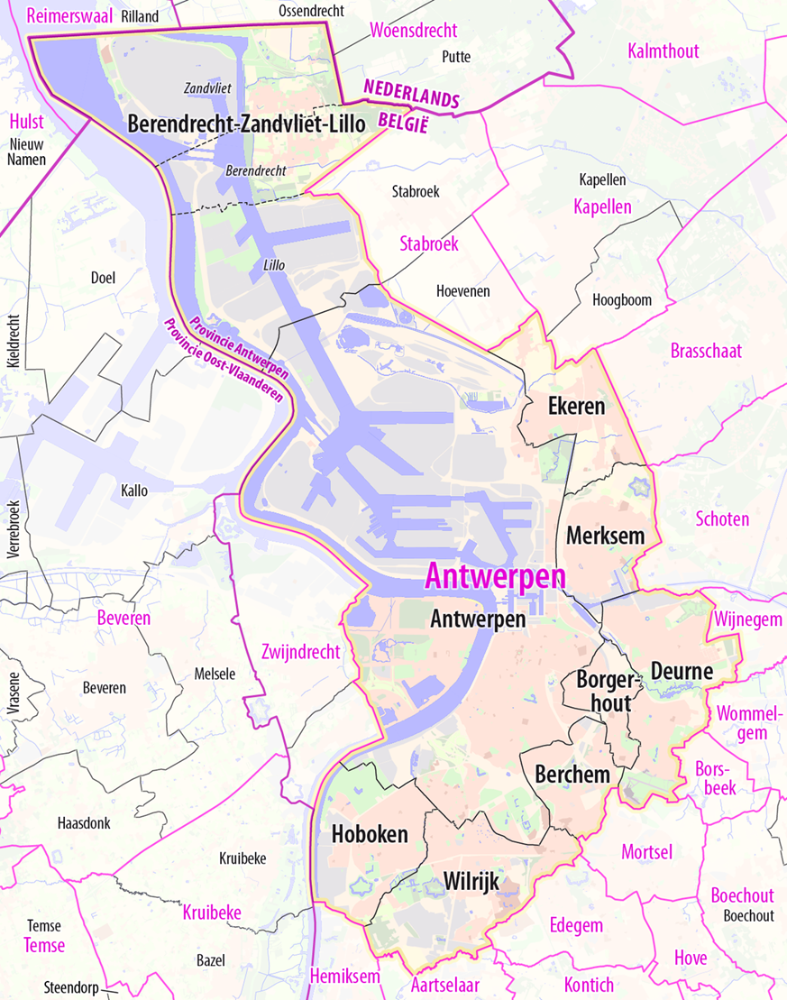 Reimerswaal
Rilland
Ossendrecht
Woensdrecht
Putte
Kalmthout
Zandvliet
NEDERLANDS
BELGIË
Hulst
Nieuw
Namen
Berendrecht-Zandvliet-Lillo
Berendrecht
Stabroek
Kapellen
Kapellen
Stabroek
Lillo
Doel
Hoevenen
Hoogboom
Kieldrecht
Provincie Antwerpen
Provincie Oost-Vlaanderen
Brasschaat
Ekeren
Kallo
Verrebroek
Merksem
Schoten
Antwerpen
Antwerpen
Beveren
Wijnegem
Zwijndrecht
Melsele
Deurne
Borger-
hout
Vrasene
Beveren
Wommel-
gem
Berchem
Bors-
beek
Haasdonk
Hoboken
Mortsel
Kruibeke
Wilrijk
Boechout
Boechout
Kruibeke
Temse
Temse
Edegem
Hove
Bazel
Hemiksem
Aartselaar
Kontich
Steendorp